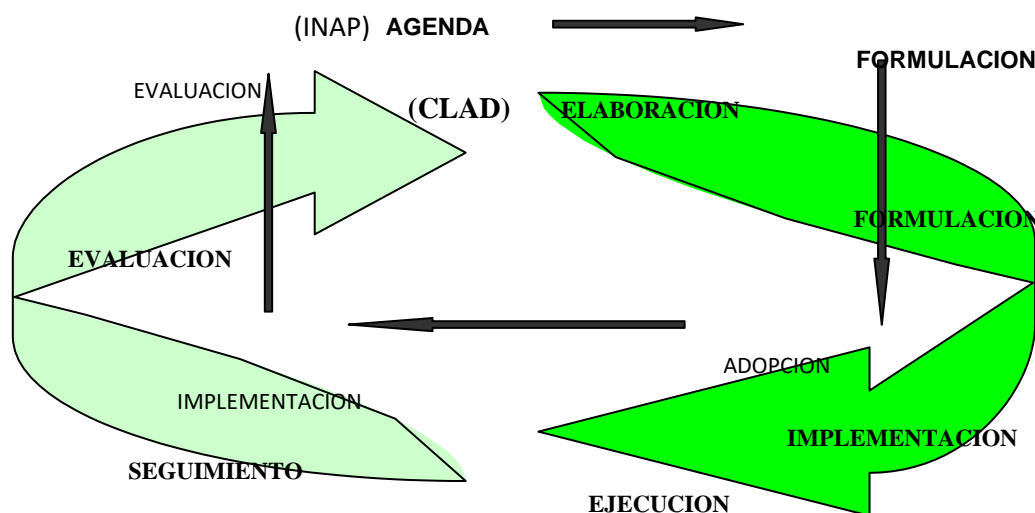 (INAP) AGENDA
FORMULACION
EVALUACION
(CLAD)
ELABORACION
FORMULACION
EVALUACION
ADOPCION
IMPLEMENTACION
IMPLEMENTACION
SEGUIMIENTO
EJECUCION